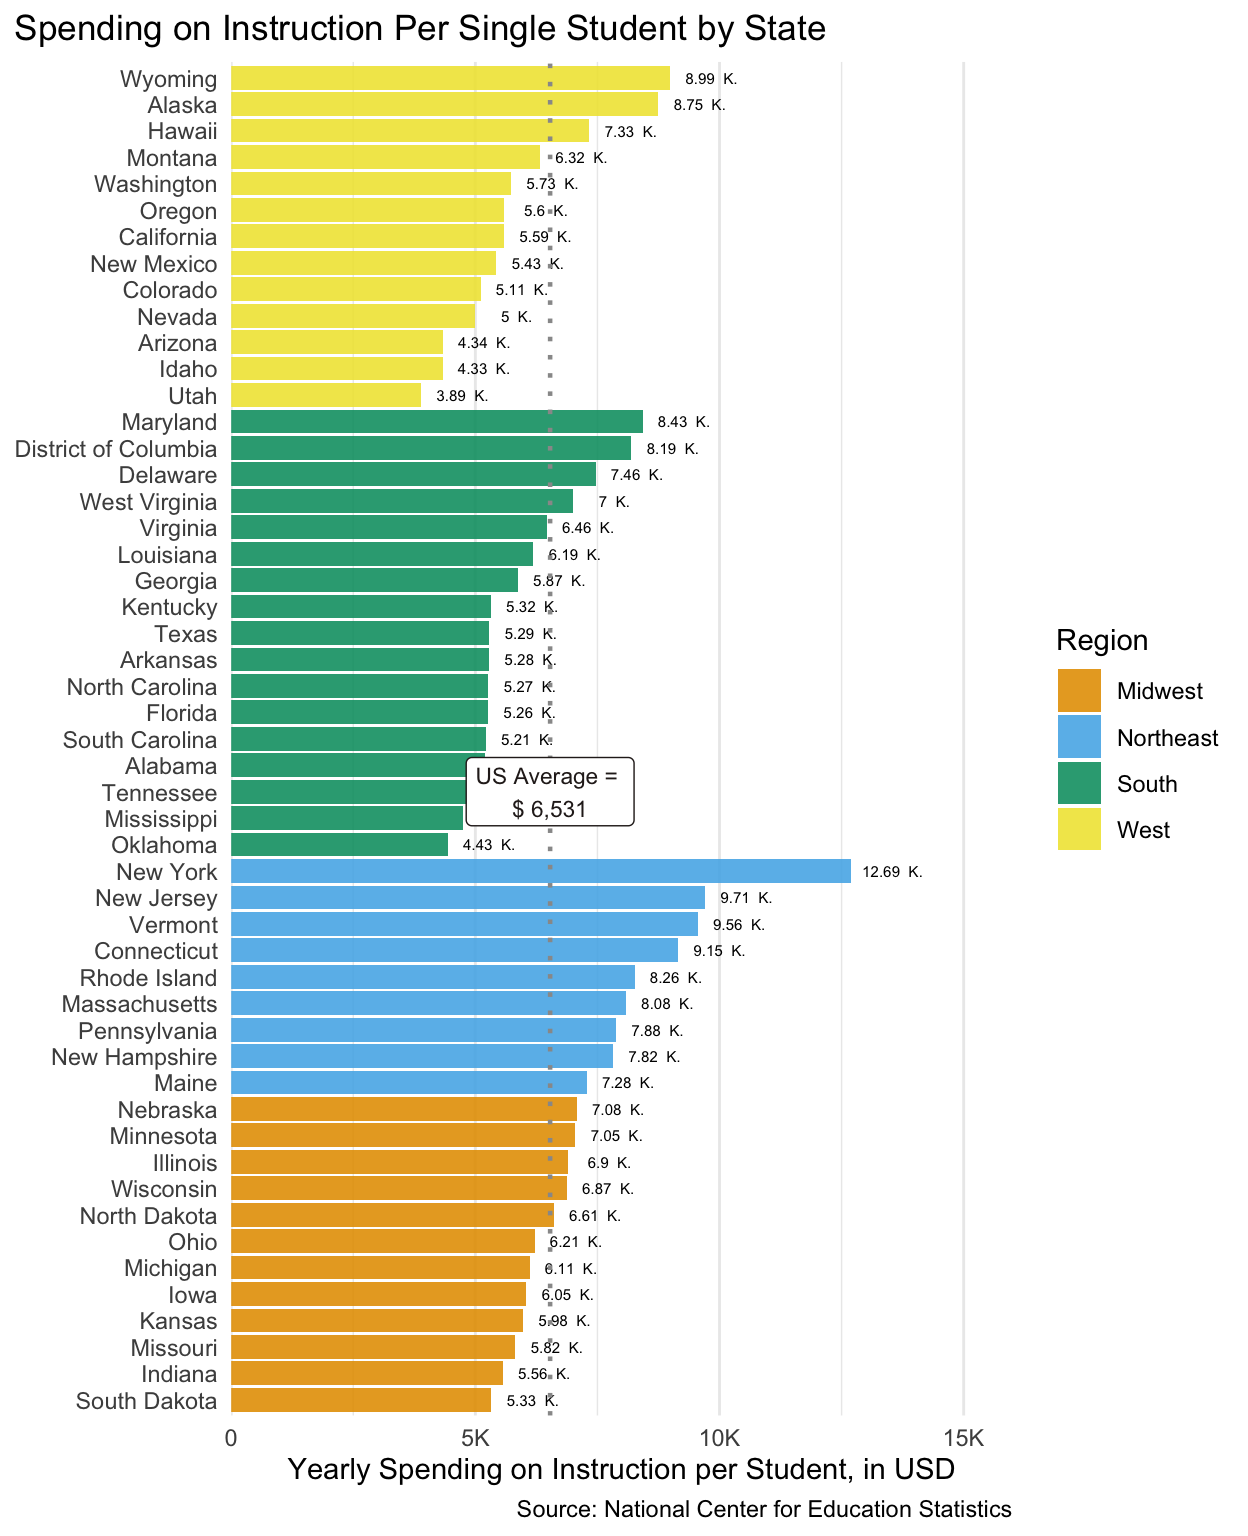 Spending on Instruction Per Single Student by State
Wyoming 8.99 K.
Alaska 8.75 K.
Hawaii 7.33 K.
Montana 6.32 K.
Washington 5.73 K.
Oregon 5.6 K.
California 5.59 K.
New Mexico 5.43 K.
Colorado 5.11 K.
Nevada 5 K.
Arizona 4.34 K.
Idaho 4.33 K.
Utah 3.89 K.
Maryland 8.43 K.
District of Columbia 8.19 K.
Delaware 7.46 K.
West Virginia 7 K.
Virginia 6.46 K.
Louisiana 6.19 K.
Georgia 5.87 K.
Kentucky 5.32 K.
Texas 5.29 K.
Arkansas 5.28 K.
North Carolina 5.27 K.
Florida 5.26 K.
South Carolina 5.21 K.
Alabama
Tennessee
Mississippi
US Average =
$ 6,531
Oklahoma 4.43 K.
New York 12.69 K.
New Jersey 9.71 K.
Vermont 9.56 K.
Connecticut 9.15 K.
Rhode Island 8.26 K.
Massachusetts 8.08 K.
Pennsylvania 7.88 K.
New Hampshire 7.82 K.
Maine 7.28 K.
Nebraska 7.08 K.
Minnesota 7.05 K.
Illinois 6.9 K.
Wisconsin 6.87 K.
North Dakota 6.61 K.
Ohio 6.21 K.
Michigan 6.11 K.
Iowa 6.05 K.
Kansas 5.98 K.
Missouri 5.82 K.
Indiana 5.56 K.
South Dakota 5.33 K.
0 5K 10K 15K
Yearly Spending on Instruction per Student, in USD
Source: National Center for Education Statistics
Region
Midwest
Northeast
South
West